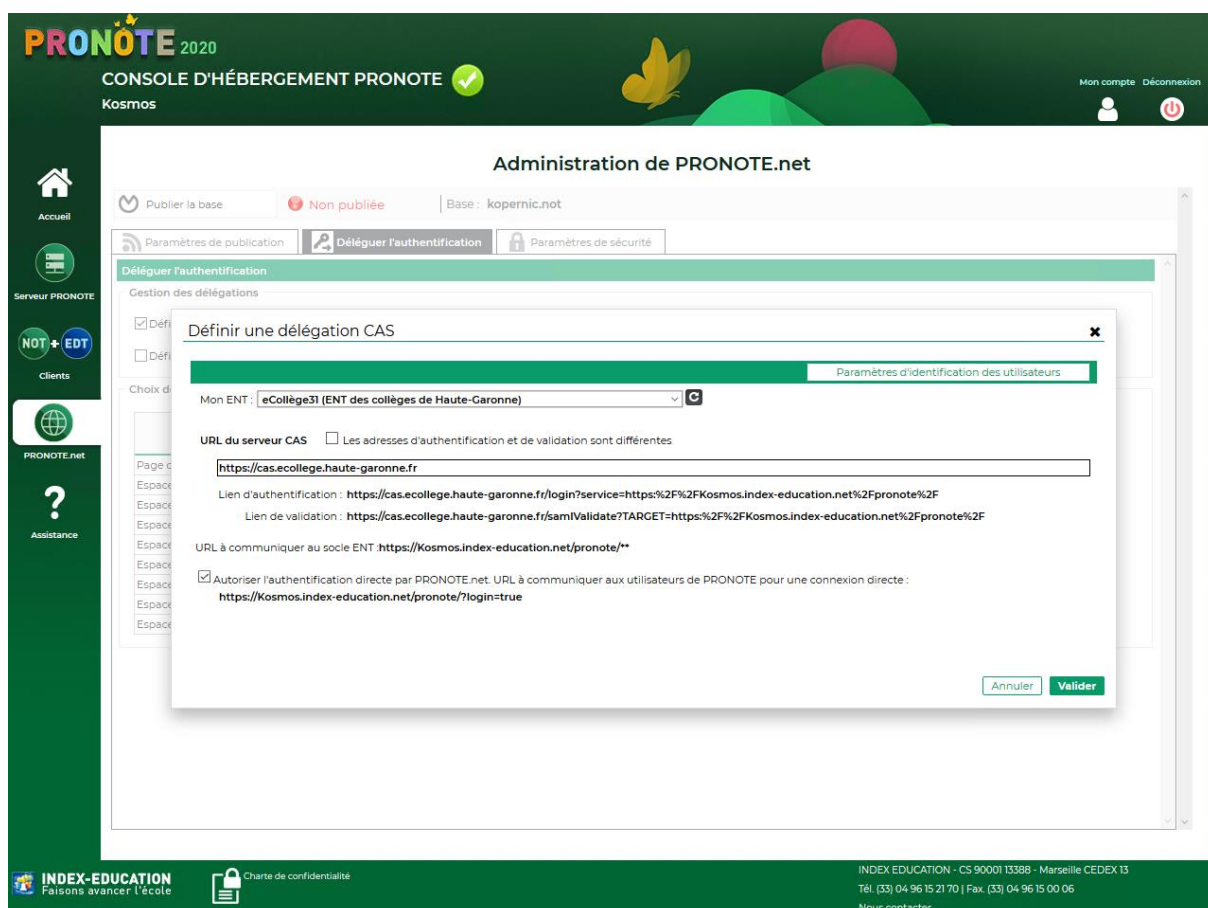 PRONOTE 2020
CONSOLE D'HÉBERGEMENT PRONOTE
Kosmos
Mon compte Déconnexion
Administration de PRONOTE.net
Accueil
Serveur PRONOTE
NOT + EDT
Clients
PRONOTE.net
?
Assistance
Publier la base
Non publiée
Base : kopernic.not
Paramètres de publication
Déléguer l'authentification
Paramètres de sécurité
Déléguer l'authentification
Gestion des délégations
Défi
Défi
Choix d
Page d
Espace
Espace
Espace
Espace
Espace
Espace
Espace
Espace
Définir une délégation CAS
Paramètres d'identification des utilisateurs
Mon ENT : eCollège31 (ENT des collèges de Haute-Garonne)
URL du serveur CAS Les adresses d'authentification et de validation sont différentes
https://cas.ecollege.haute-garonne.fr
Lien d'authentification : https://cas.ecollege.haute-garonne.fr/login?service=https:%2F%2FKosmos.index-education.net%2Fpronote%2F
Lien de validation : https://cas.ecollege.haute-garonne.fr/samlValidate?TARGET=https:%2F%2FKosmos.index-education.net%2Fpronote%2F
URL à communiquer au socle ENT :https://Kosmos.index-education.net/pronote/**
Autoriser l'authentification directe par PRONOTE.net. URL à communiquer aux utilisateurs de PRONOTE pour une connexion directe :
https://Kosmos.index-education.net/pronote/?login=true
Annuler Valider
INDEX-EDUCATION
Faisons avancer l'école
Charte de confidentialité
INDEX EDUCATION - CS 90001 13388 - Marseille CEDEX 13
Tél. (33) 04 96 15 21 70 | Fax. (33) 04 96 15 00 06
Nous contacter